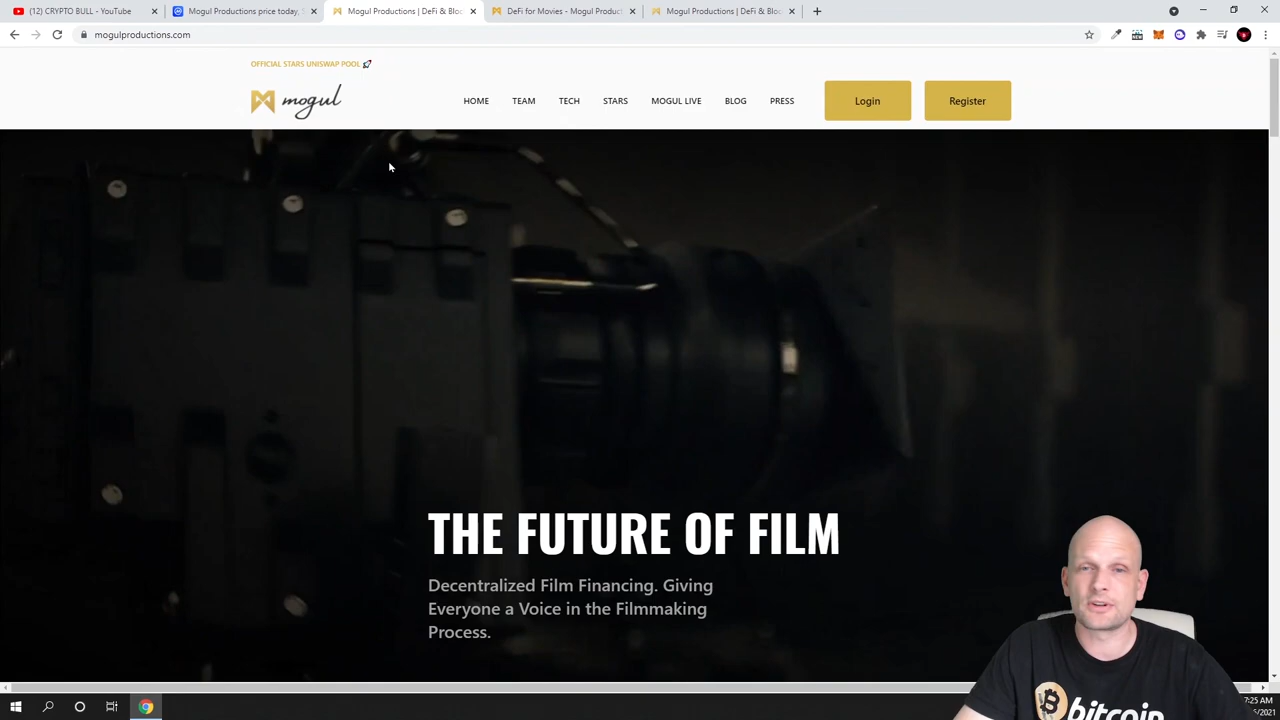 (12) CRYPTO BULL - YouTube
Mogul Productions price today, S
Mogul Productions | DeFi & Bloc
DeFi for Movies - Mogul Product
Mogul Productions | DeFi & Bloc
mogulproductions.com
OFFICIAL STARS UNISWAP POOL 🚀
mogul
HOME TEAM TECH STARS MOGUL LIVE BLOG PRESS Login Register
THE FUTURE OF FILM
Decentralized Film Financing. Giving
Everyone a Voice in the Filmmaking
Process.
bitcoin
7:25 AM
/2021